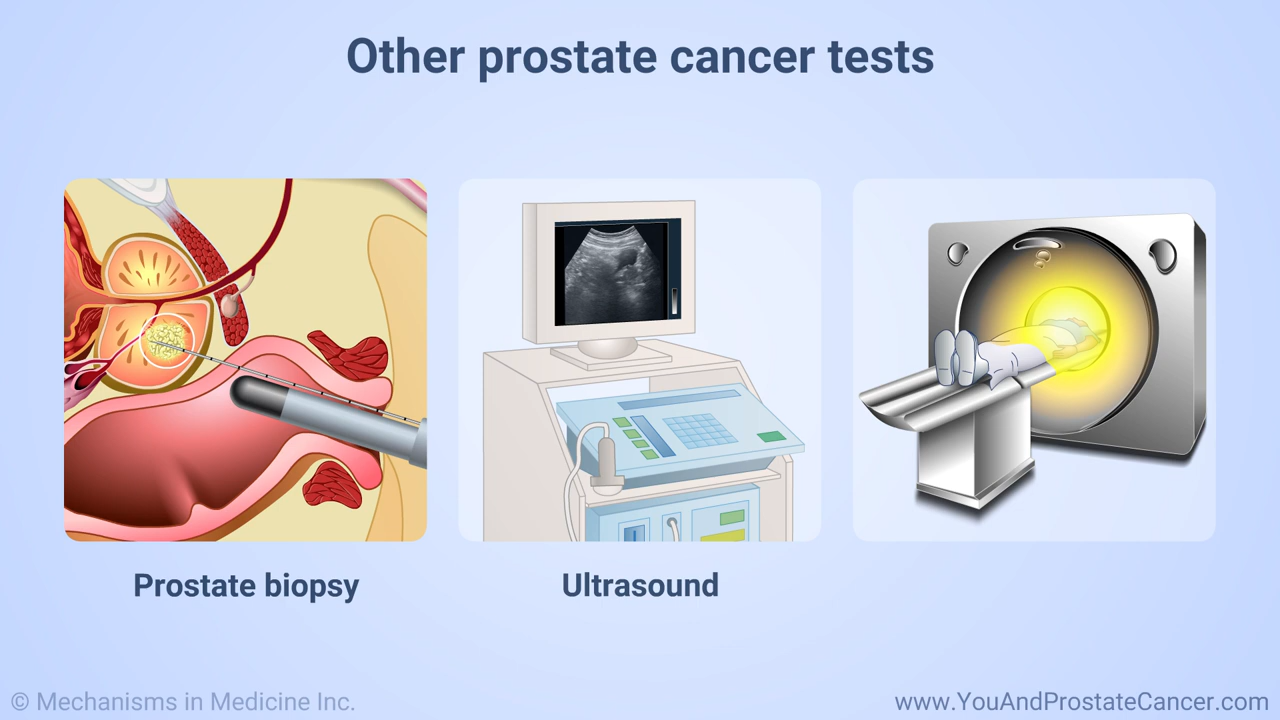 Other prostate cancer tests
Prostate biopsy
Ultrasound
© Mechanisms in Medicine Inc.
www.YouAndProstateCancer.com